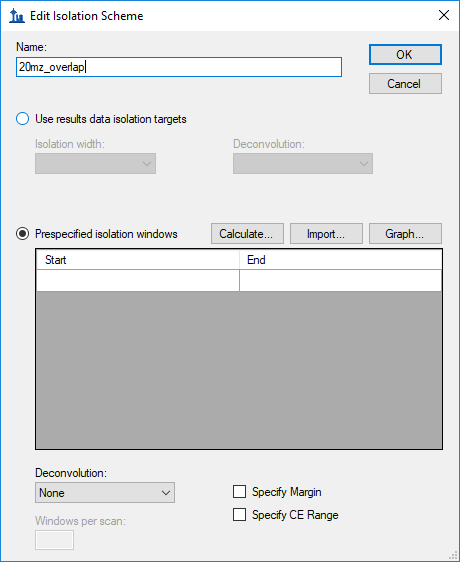 Edit Isolation Scheme
Name:
OK
20mz_overlap
Cancel
Use results data isolation targets
Isolation width:
Deconvolution:
Prespecified isolation windows
Calculate...
Import...
Graph...
Start
End
Deconvolution:
None
Specify Margin
Specify CE Range
Windows per scan: